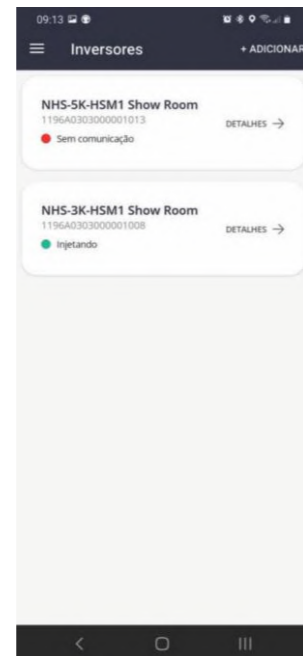 09:13
Inversores
+ ADICIONAR
NHS-5K-HSM1 Show Room
1196A0303000001013
DETALHES →
Sem comunicação
NHS-3K-HSM1 Show Room
1196A0303000001008
DETALHES →
Injetando